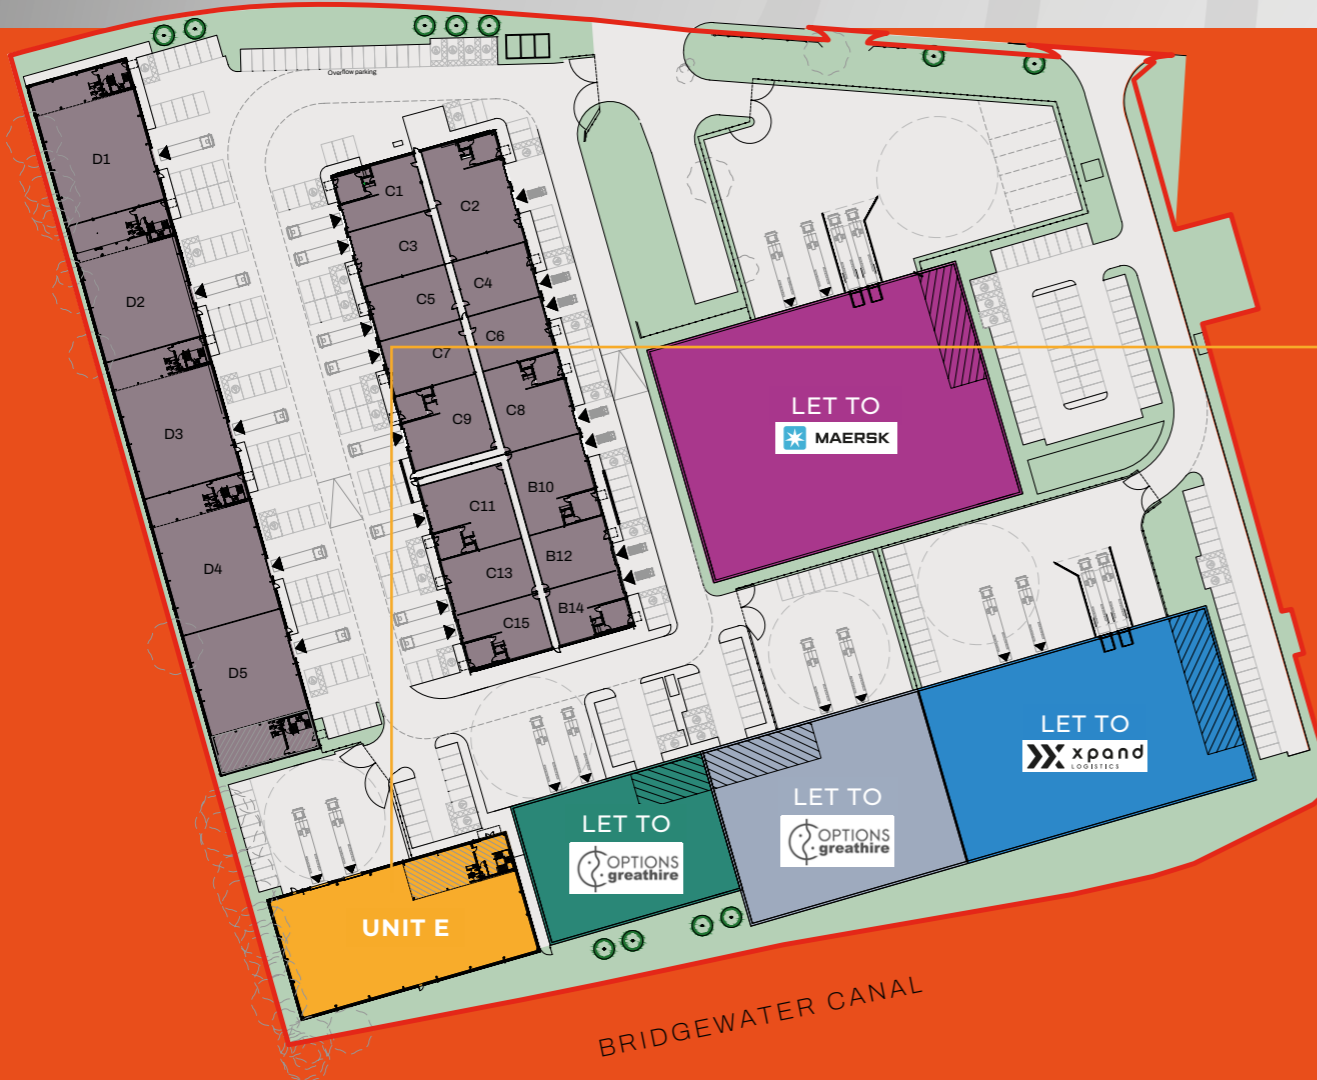 Overflow parking
D1
D2
D3
D4
D5
C1
C2
C3
C4
C5
C6
C7
C8
C9
B10
C11
B12
C13
B14
C15
LET TO
MAERSK
LET TO
xpand
LOGISTICS
LET TO
OPTIONS
greathire
LET TO
OPTIONS
greathire
UNIT E
BRIDGEWATER CANAL